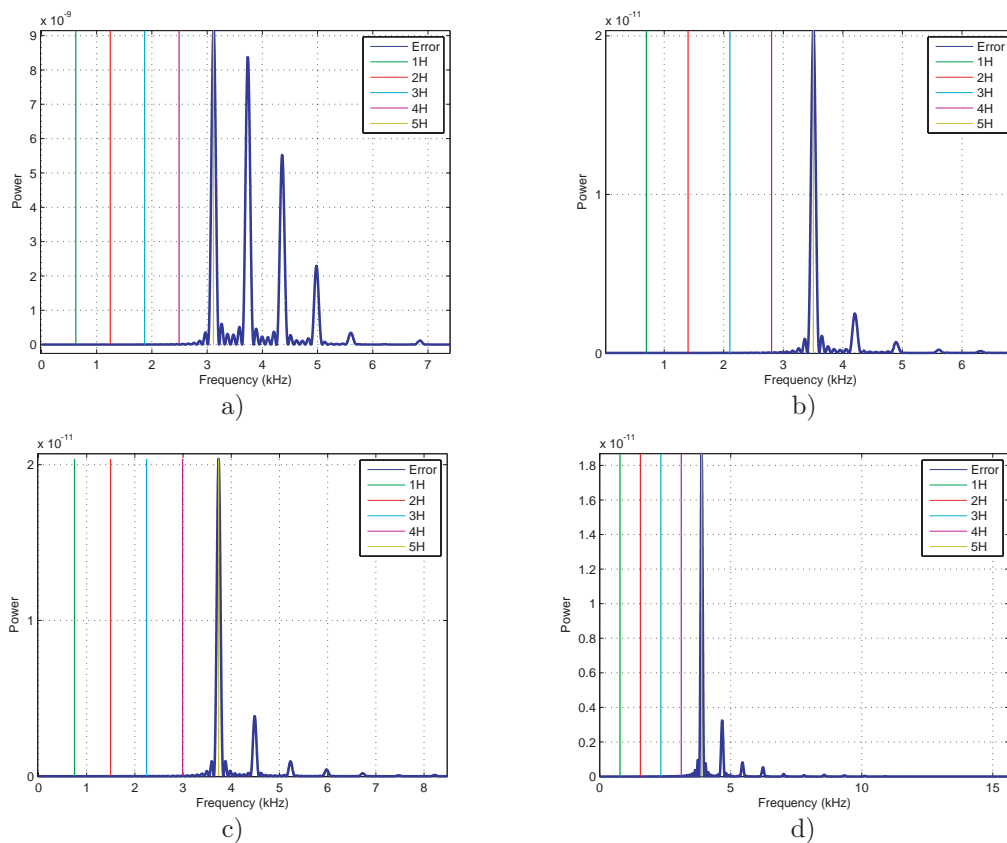 x 10-9
9
8
7
6
5
4
3
2
1
0
Power
0 1 2 3 4 5 6 7
Frequency (kHz)
Error
1H
2H
3H
4H
5H
a)
x 10-11
2
1
0
Power
1 2 3 4 5 6
Frequency (kHz)
Error
1H
2H
3H
4H
5H
b)
x 10-11
2
1
0
Power
0 1 2 3 4 5 6 7 8
Frequency (kHz)
Error
1H
2H
3H
4H
5H
c)
x 10-11
1.8
1.6
1.4
1.2
1
0.8
0.6
0.4
0.2
0
Power
0 5 10 15
Frequency (kHz)
Error
1H
2H
3H
4H
5H
d)